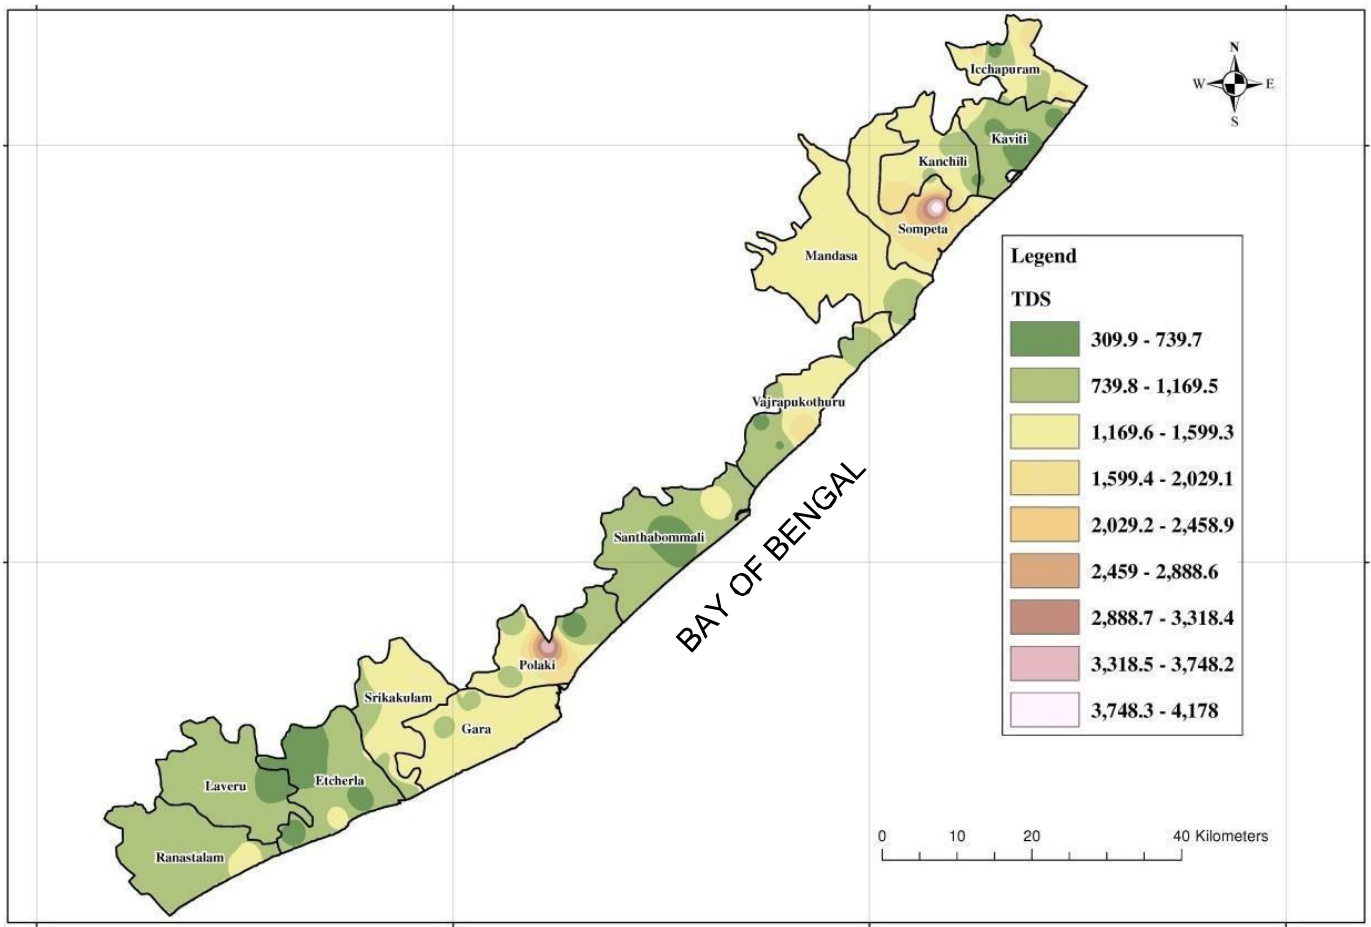 N
W E
S
Icchapuram
Kaviti
Kanchili
Sompeta
Mandasa
Vajrapukothuru
Santhabommali
Polaki
Srikakulam
Gara
Etcherla
Laveru
Ranastalam
BAY OF BENGAL
Legend
TDS
309.9 - 739.7
739.8 - 1,169.5
1,169.6 - 1,599.3
1,599.4 - 2,029.1
2,029.2 - 2,458.9
2,459 - 2,888.6
2,888.7 - 3,318.4
3,318.5 - 3,748.2
3,748.3 - 4,178
0 10 20 40 Kilometers